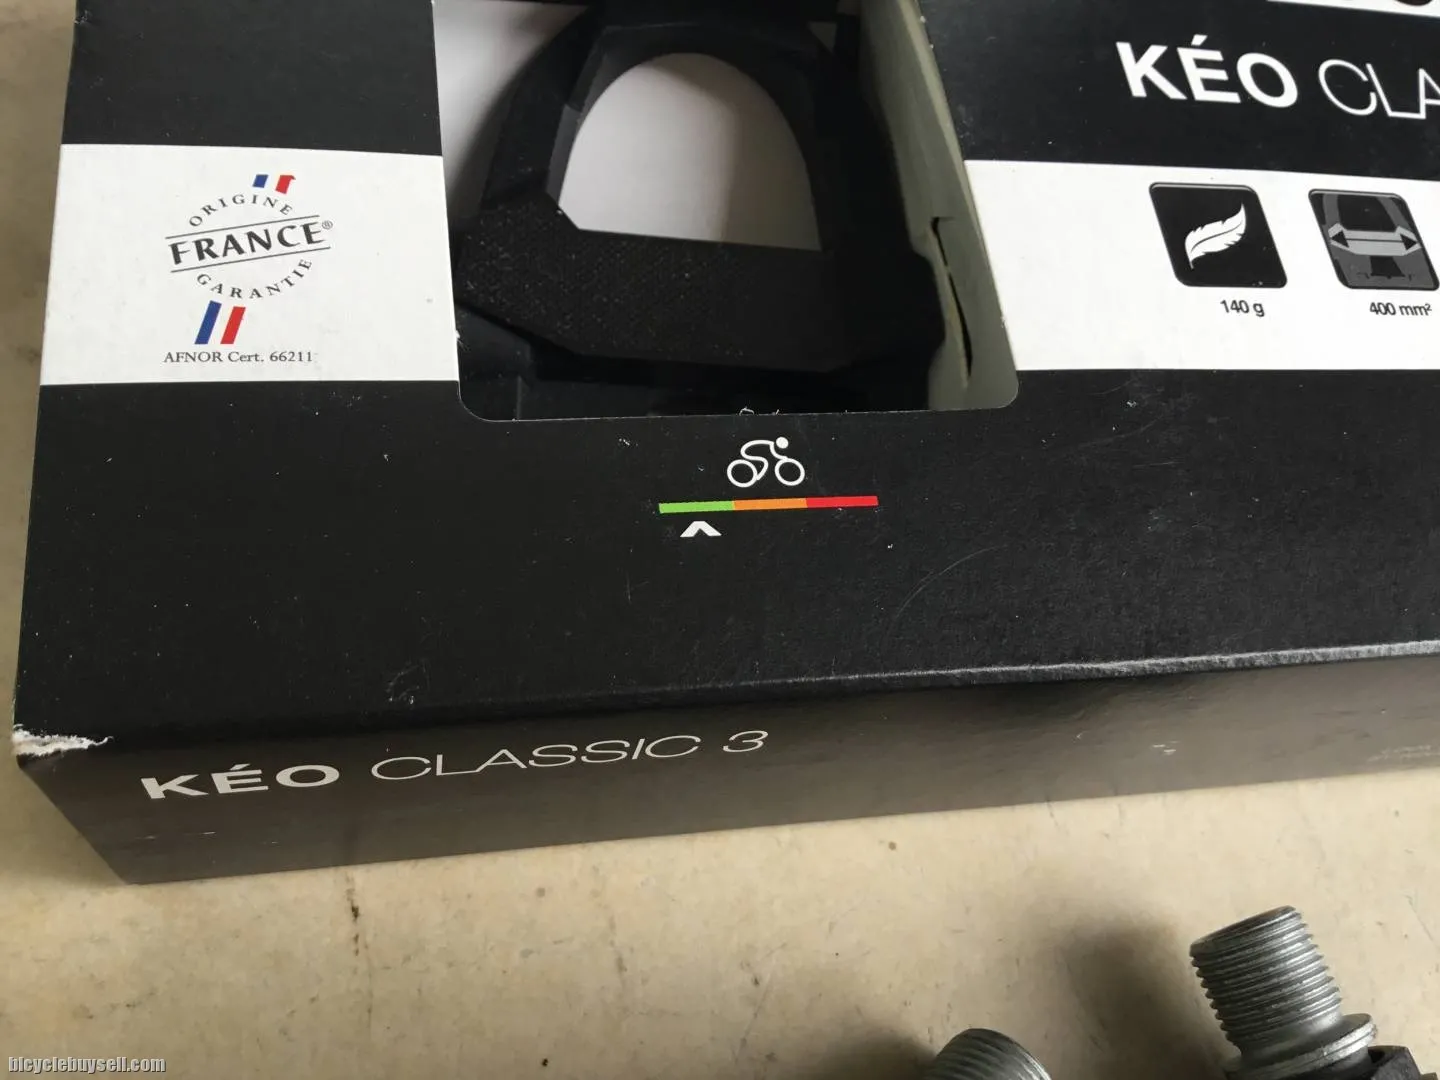 KÉO CLA
ORIGINE
FRANCE®
GARANTIE
AFNOR Cert. 66211
140 g
400 mm²
KÉO CLASSIC 3
bicyclebuysell.com